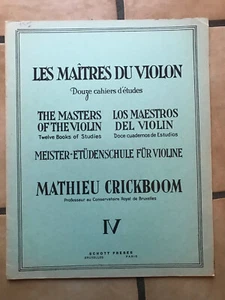 LES MAÎTRES DU VIOLON
Douze cahiers d'études
THE MASTERS OF THE VIOLIN
Twelve Books of Studies
LOS MAESTROS DEL VIOLIN
Doce cuadernos de Estudios
MEISTER-ETÜDENSCHULE FÜR VIOLINE
MATHIEU CRICKBOOM
Professeur au Conservatoire Royal de Bruxelles
IV
SCHOTT FRERES
BRUXELLES PARIS